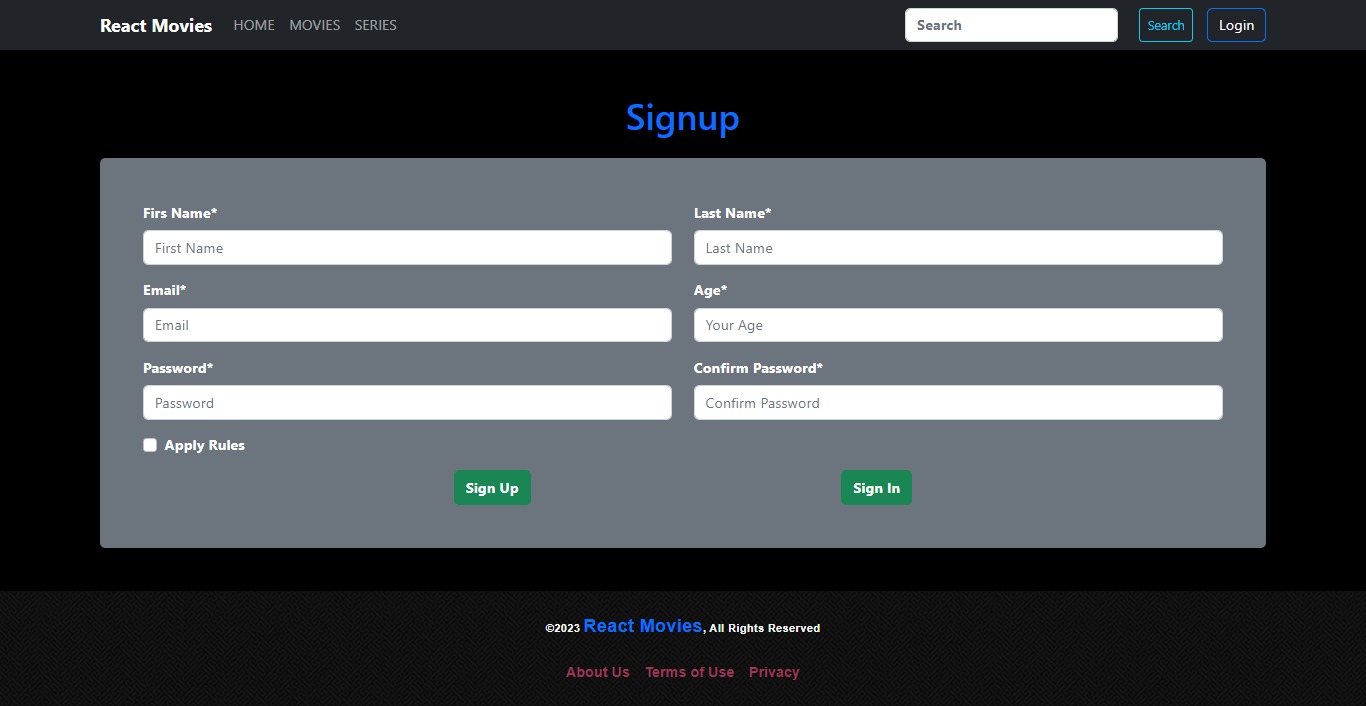 React Movies HOME MOVIES SERIES Search Search Login
Signup
Firs Name* Last Name*
First Name Last Name
Email* Age*
Email Your Age
Password* Confirm Password*
Password Confirm Password
Apply Rules
Sign Up Sign In
©2023 React Movies, All Rights Reserved
About Us Terms of Use Privacy